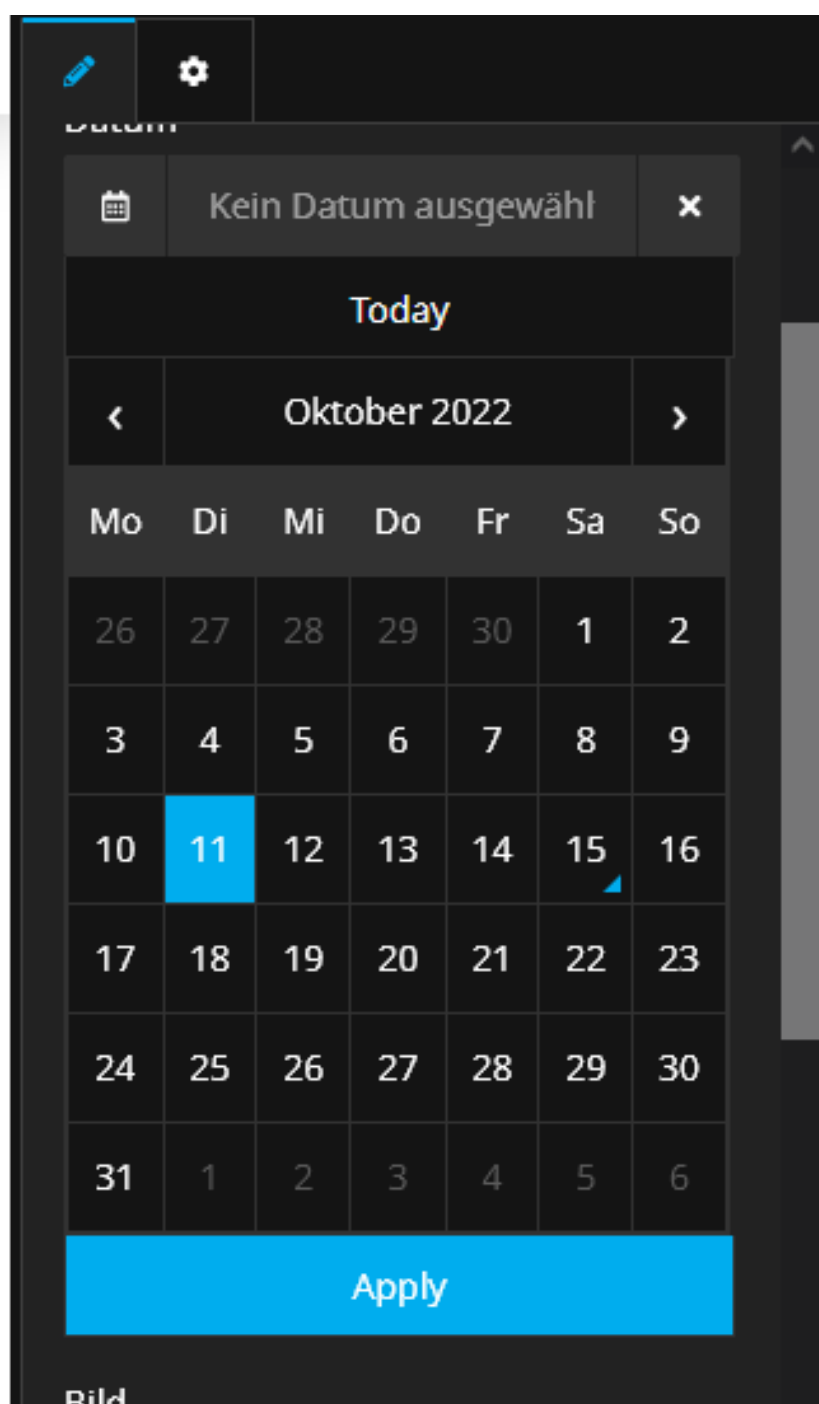 Datum
Kein Datum ausgewähl
Today
Oktober 2022
Mo Di Mi Do Fr Sa So
26 27 28 29 30 1 2
3 4 5 6 7 8 9
10 11 12 13 14 15 16
17 18 19 20 21 22 23
24 25 26 27 28 29 30
31 1 2 3 4 5 6
Apply
Bild